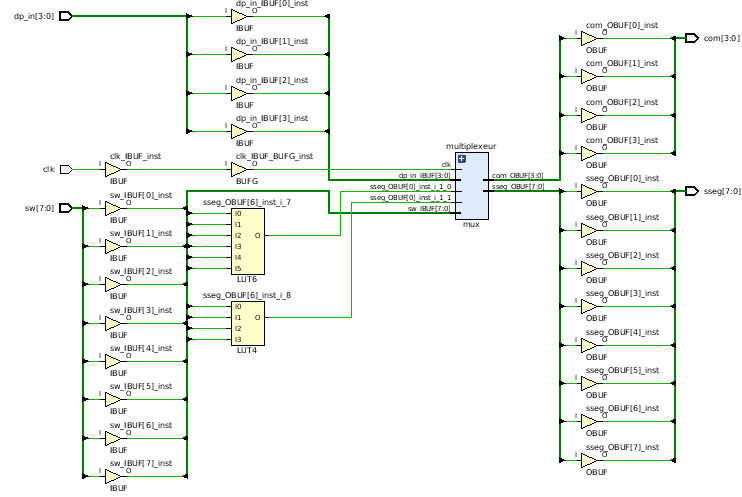 dp_in[3:0]
dp_in_IBUF[0]_inst
I O
IBUF
dp_in_IBUF[1]_inst
I O
IBUF
dp_in_IBUF[2]_inst
I O
IBUF
dp_in_IBUF[3]_inst
I O
IBUF
clk
clk_IBUF_inst
I O
IBUF
clk_IBUF_BUFG_inst
I O
BUFG
sw[7:0]
sw_IBUF[0]_inst
I O
IBUF
sw_IBUF[1]_inst
I O
IBUF
sw_IBUF[2]_inst
I O
IBUF
sw_IBUF[3]_inst
I O
IBUF
sw_IBUF[4]_inst
I O
IBUF
sw_IBUF[5]_inst
I O
IBUF
sw_IBUF[6]_inst
I O
IBUF
sw_IBUF[7]_inst
I O
IBUF
sseg_OBUF[6]_inst_i_7
I0
I1
I2 O
I3
I4
I5
LUT6
sseg_OBUF[6]_inst_i_8
I0
I1 O
I2
I3
LUT4
multiplexeur
clk
dp_in_IBUF[3:0] com_OBUF[3:0]
sseg_OBUF[0]_inst_i_1_0 sseg_OBUF[7:0]
sseg_OBUF[0]_inst_i_1_1
sw_IBUF[7:0]
mux
com_OBUF[0]_inst
I O
OBUF
com[3:0]
com_OBUF[1]_inst
I O
OBUF
com_OBUF[2]_inst
I O
OBUF
com_OBUF[3]_inst
I O
OBUF
sseg_OBUF[0]_inst
I O
OBUF
sseg[7:0]
sseg_OBUF[1]_inst
I O
OBUF
sseg_OBUF[2]_inst
I O
OBUF
sseg_OBUF[3]_inst
I O
OBUF
sseg_OBUF[4]_inst
I O
OBUF
sseg_OBUF[5]_inst
I O
OBUF
sseg_OBUF[6]_inst
I O
OBUF
sseg_OBUF[7]_inst
I O
OBUF